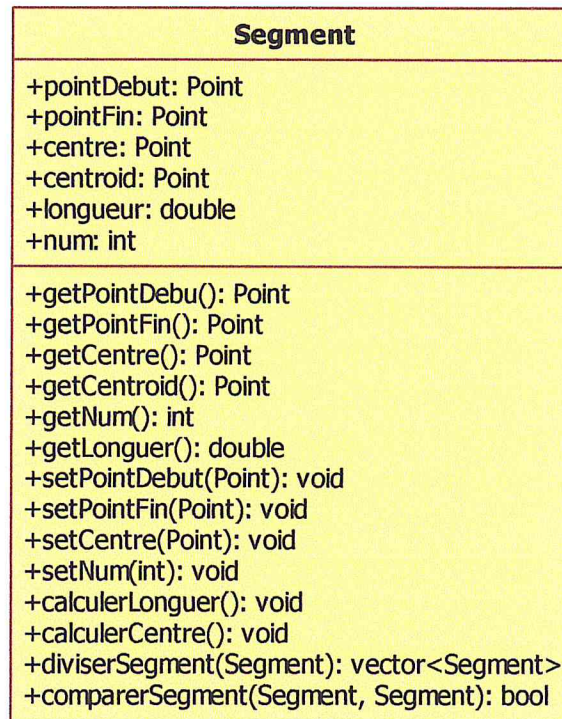 Segment
+pointDebut: Point
+pointFin: Point
+centre: Point
+centroid: Point
+longueur: double
+num: int
+getPointDebu(): Point
+getPointFin(): Point
+getCentre(): Point
+getCentroid(): Point
+getNum(): int
+getLonguer(): double
+setPointDebut(Point): void
+setPointFin(Point): void
+setCentre(Point): void
+setNum(int): void
+calculerLonguer(): void
+calculerCentre(): void
+diviserSegment(Segment): vector<Segment>
+comparerSegment(Segment, Segment): bool